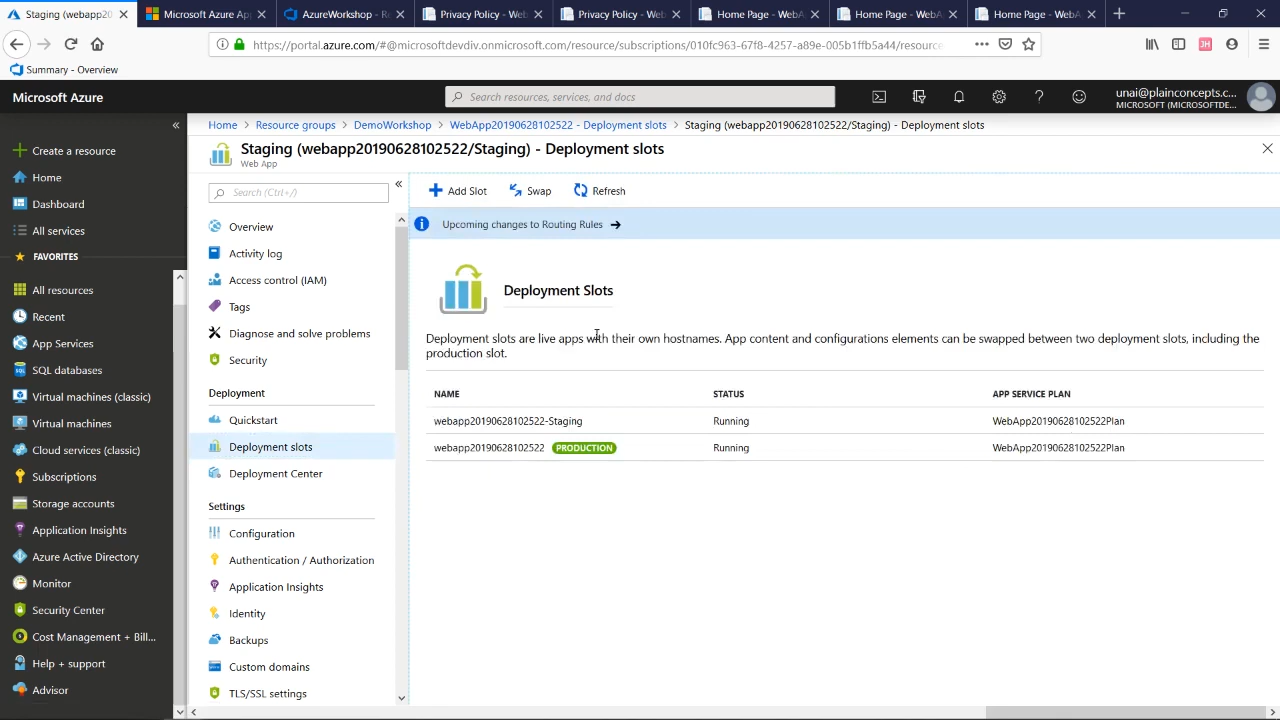 Staging (webapp20
Microsoft Azure App
AzureWorkshop - Re
Privacy Policy - Web
Privacy Policy - Web
Home Page - WebA
Home Page - WebA
Home Page - WebA
https://portal.azure.com/#@microsoftdevdiv.onmicrosoft.com/resource/subscriptions/010fc963-67f8-4257-a89e-005b1ffb5a44/resource
JH
Summary - Overview
Microsoft Azure
Search resources, services, and docs
unai@plainconcepts.c...
MICROSOFT (MICROSOFTDE...
Home > Resource groups > DemoWorkshop > WebApp20190628102522 - Deployment slots > Staging (webapp20190628102522/Staging) - Deployment slots
Staging (webapp20190628102522/Staging) - Deployment slots
Web App
Create a resource
Home
Dashboard
All services
FAVORITES
All resources
Recent
App Services
SQL databases
Virtual machines (classic)
Virtual machines
Cloud services (classic)
Subscriptions
Storage accounts
Application Insights
Azure Active Directory
Monitor
Security Center
Cost Management + Bill...
Help + support
Advisor
Search (Ctrl+/)
Overview
Activity log
Access control (IAM)
Tags
Diagnose and solve problems
Security
Deployment
Quickstart
Deployment slots
Deployment Center
Settings
Configuration
Authentication / Authorization
Application Insights
Identity
Backups
Custom domains
TLS/SSL settings
Add Slot
Swap
Refresh
Upcoming changes to Routing Rules
Deployment Slots
Deployment slots are live apps with their own hostnames. App content and configurations elements can be swapped between two deployment slots, including the
production slot.
NAME STATUS APP SERVICE PLAN
webapp20190628102522-Staging Running WebApp20190628102522Plan
webapp20190628102522 PRODUCTION Running WebApp20190628102522Plan